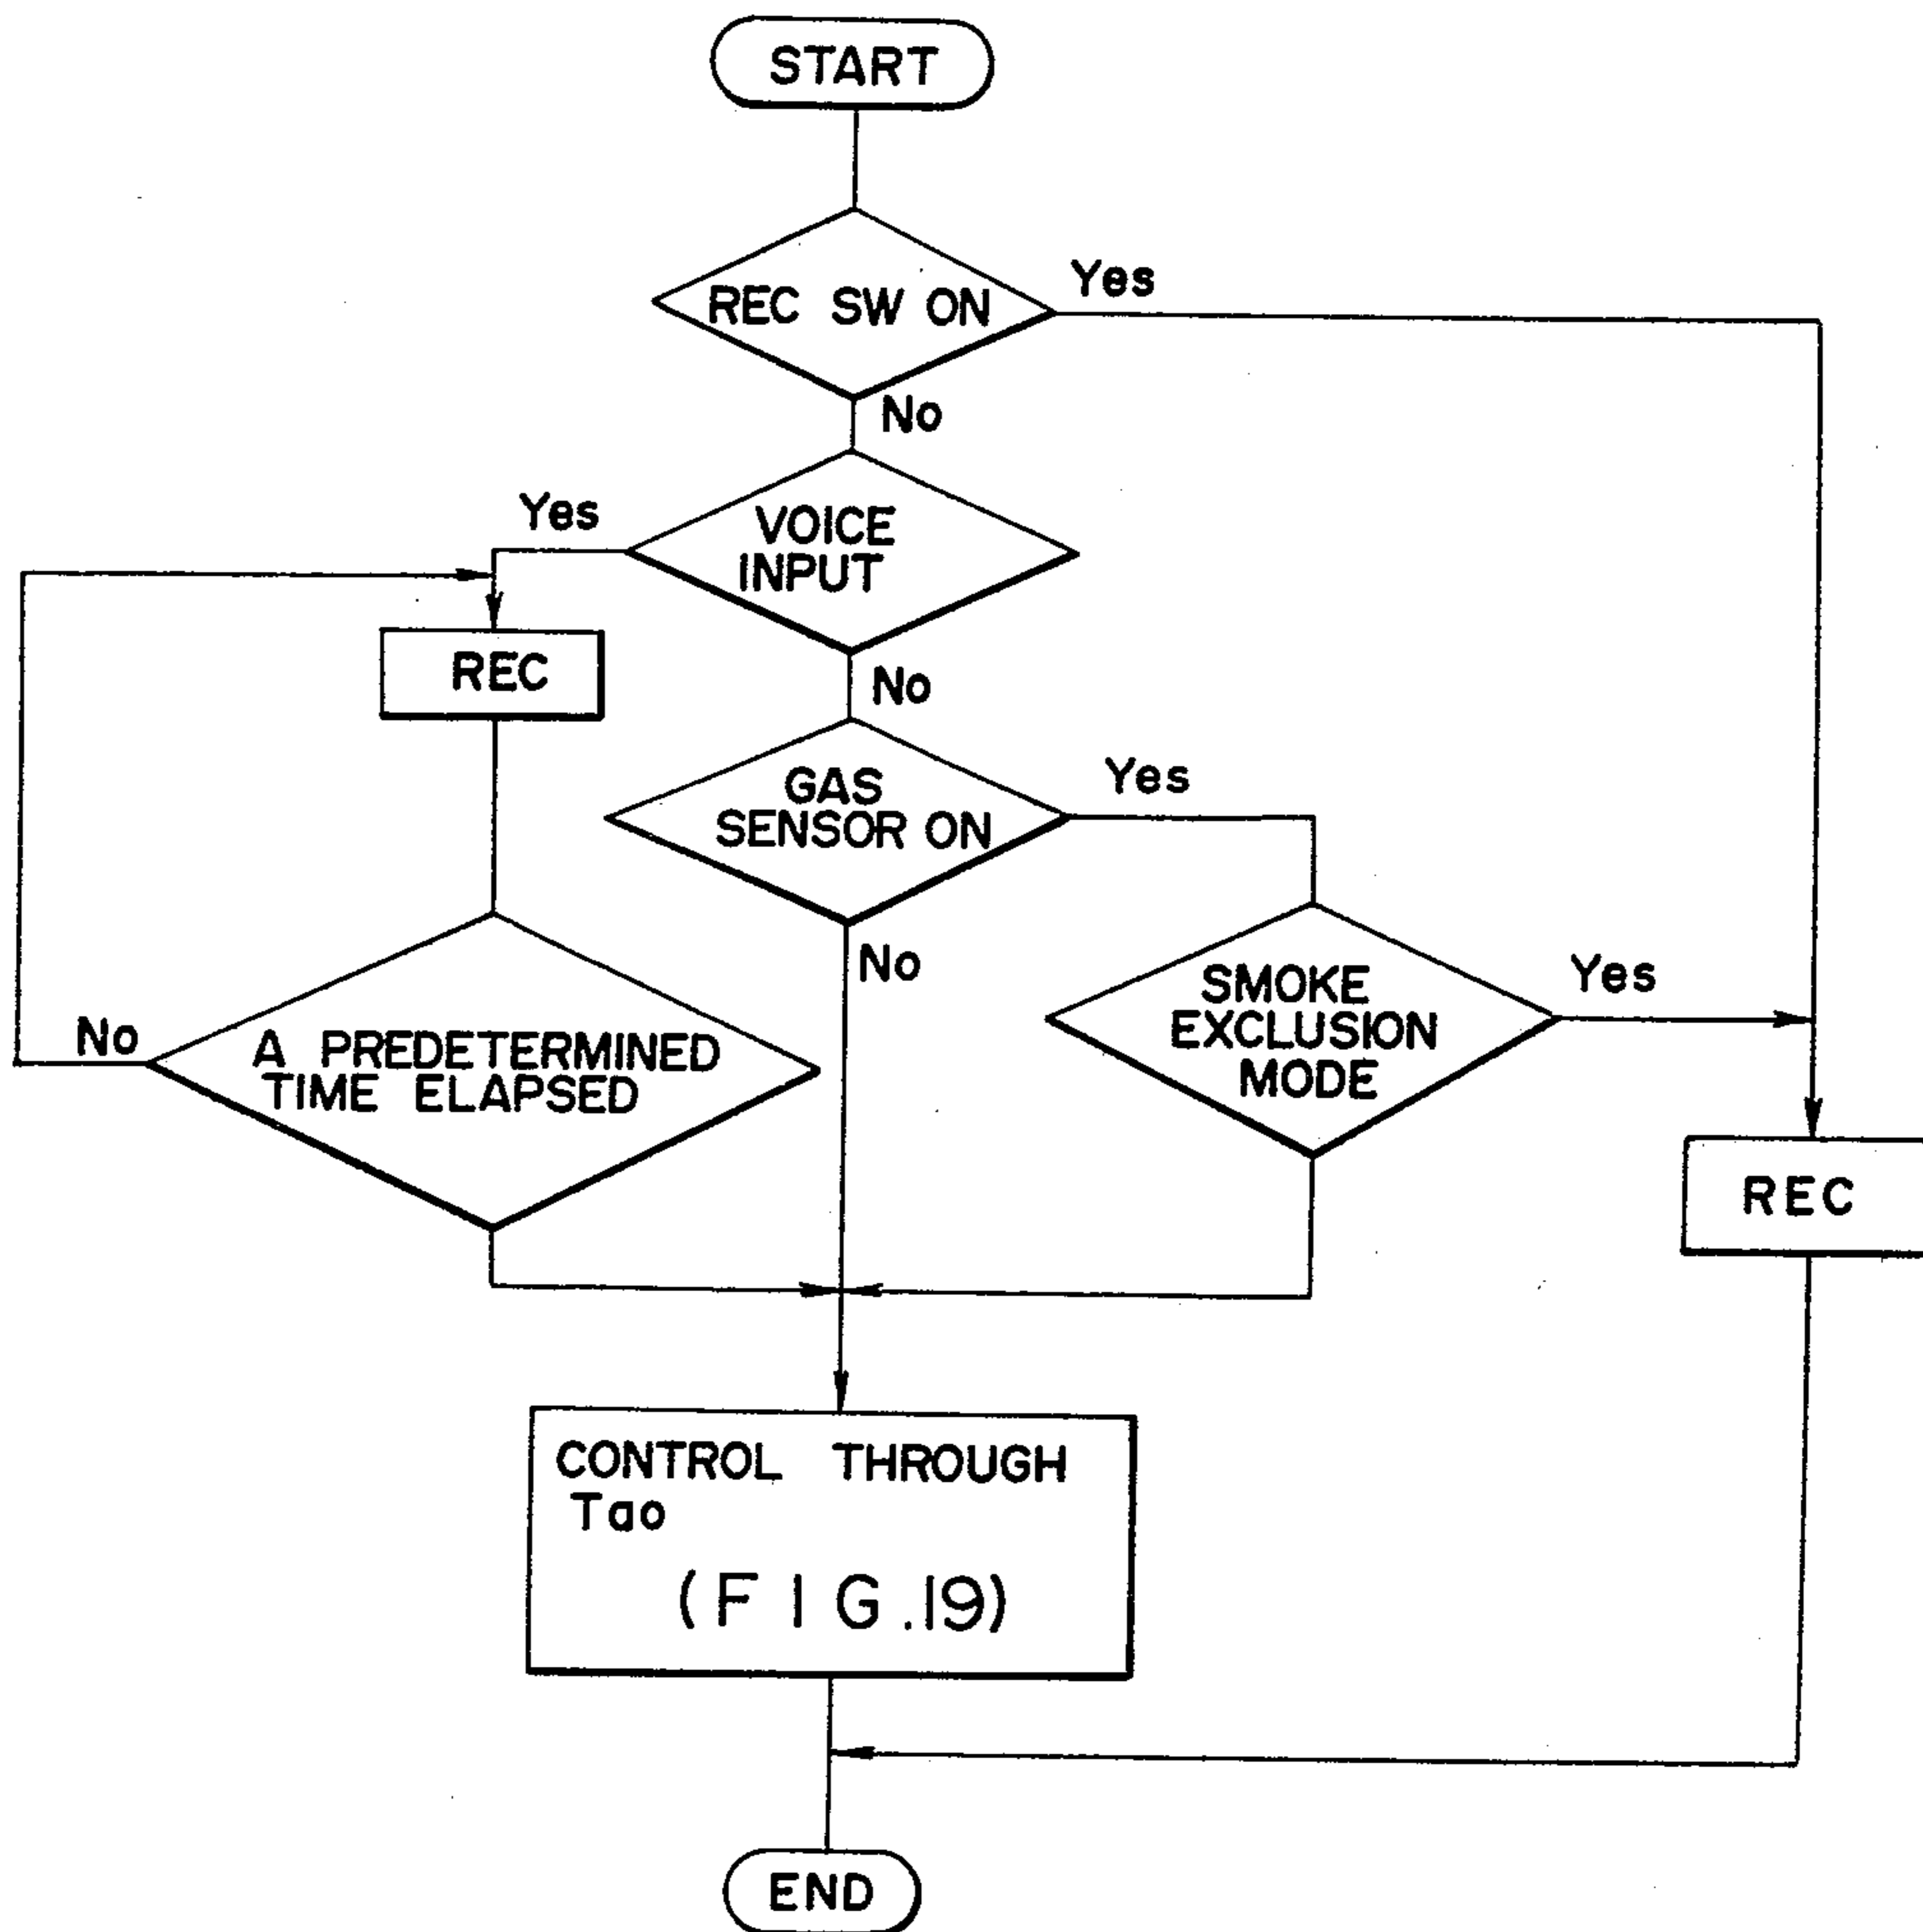 START
REC SW ON
Yes
No
VOICE
INPUT
Yes
REC
No
GAS
SENSOR ON
Yes
No
SMOKE
EXCLUSION
MODE
Yes
No
A PREDETERMINED
TIME ELAPSED
REC
CONTROL THROUGH
Tao
(FIG.19)
END